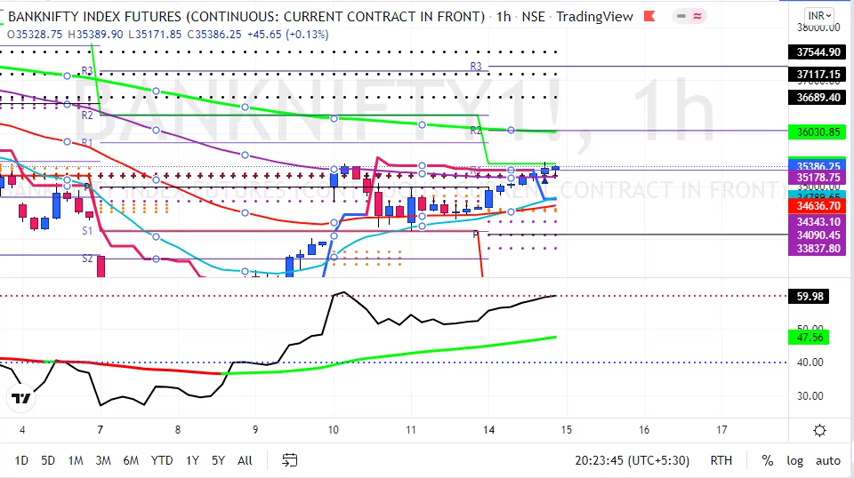 BANKNIFTY INDEX FUTURES (CONTINUOUS: CURRENT CONTRACT IN FRONT) · 1h · NSE · TradingView
O35328.75 H35389.90 L35171.85 C35386.25 +45.65 (+0.13%)
INR
38000.00
37544.90
R3 R3
37117.15
36689.40
R2
BANKNIFTY1!, 1h
R2
36030.85
R1
35386.25
35178.75
P
35000.00
CONTRACT IN FRONT
34789.65
34636.70
34343.10
S1
P
34090.45
33837.80
S2
59.98
50.00
47.56
40.00
30.00
4 7 8 9 10 11 14 15 16 17
1D 5D 1M 3M 6M YTD 1Y 5Y All
20:23:45 (UTC+5:30) RTH % log auto